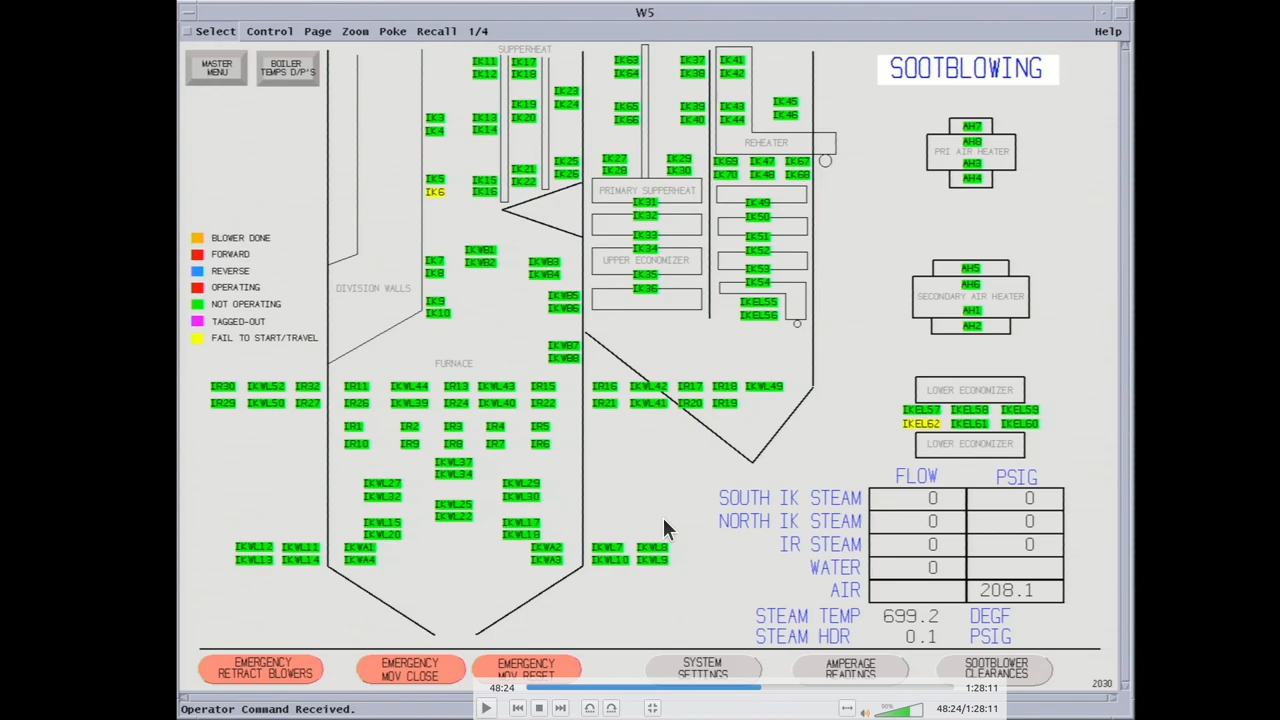 W5
Select Control Page Zoom Poke Recall 1/4 Help
MASTER MENU
BOILER TEMPS D/P'S
SUPPERHEAT
SOOTBLOWING
IK11 IK17 IK63 IK37 IK41
IK12 IK18 IK64 IK38 IK42
IK23
IK19 IK24 IK65 IK39 IK43 IK45
IK3 IK13 IK20 IK66 IK40 IK44 IK46
IK4 IK14
AH7
AH8
PRI AIR HEATER
AH3
AH4
REHEATER
IK25 IK27 IK29 IK69 IK47 IK67
IK21 IK26 IK28 IK30 IK70 IK48 IK68
IK5 IK15 IK22
IK6 IK16
PRIMARY SUPERHEAT
IK31 IK49
IK32 IK50
IK33 IK51
IK34 IK52
UPPER ECONOMIZER
IK35 IK53
IK36 IK54
IKEL55
IKEL56
BLOWER DONE
FORWARD
REVERSE
OPERATING
NOT OPERATING
TAGGED-OUT
FAIL TO START/TRAVEL
IKWB1
IKWB2
IK7 IKWB3
IK8 IKWB4
DIVISION WALLS
IK9 IKWB5
IK10 IKWB6
IKWB7
IKWB8
FURNACE
AH5
AH6
SECONDARY AIR HEATER
AH1
AH2
IR30 IKWL52 IR32 IR11 IKWL44 IR13 IKWL43 IR15 IR16 IKWL42 IR17 IR18 IKWL49
IR29 IKWL50 IR27 IR26 IKWL39 IR24 IKWL40 IR22 IR21 IKWL41 IR20 IR19
IR1 IR2 IR3 IR4 IR5
IR10 IR9 IR8 IR7 IR6
LOWER ECONOMIZER
IKEL57 IKEL58 IKEL59
IKEL62 IKEL61 IKEL60
LOWER ECONOMIZER
IKWL37
IKWL34
IKWL27 IKWL29
IKWL32 IKWL30
IKWL25
IKWL22
IKWL15 IKWL17
IKWL20 IKWL18
IKWL12 IKWL11 IKWA1 IKWA2 IKWL7 IKWL8
IKWL13 IKWL14 IKWA4 IKWA3 IKWL10 IKWL9
FLOW PSIG
SOUTH IK STEAM 0 0
NORTH IK STEAM 0 0
IR STEAM 0 0
WATER 0
AIR 208.1
STEAM TEMP 699.2 DEGF
STEAM HDR 0.1 PSIG
EMERGENCY RETRACT BLOWERS
EMERGENCY MOV CLOSE
EMERGENCY MOV RESET
SYSTEM SETTINGS
AMPERAGE READINGS
SOOTBLOWER CLEARANCES
2030
48:24 1:28:11
Operator Command Received.
90%
48:24/1:28:11